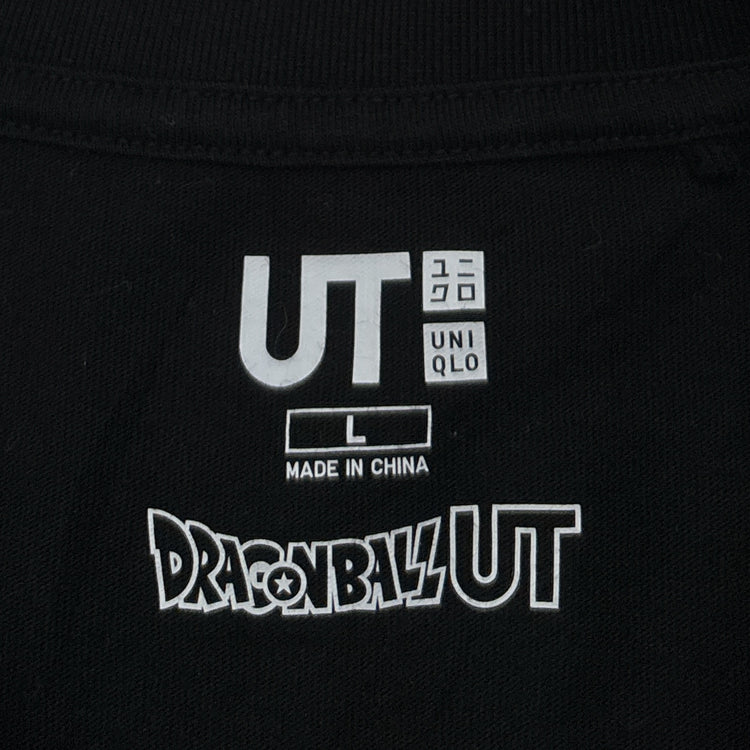 UT
ユニ
クロ
UNI
QLO
L
MADE IN CHINA
DRAGONBALL UT